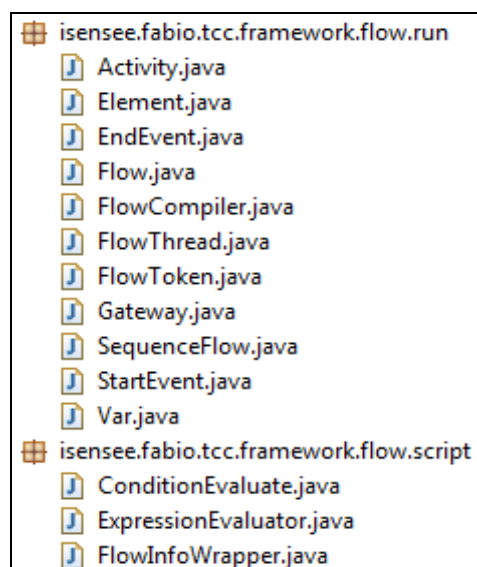 isensee.fabio.tcc.framework.flow.run
Activity.java
Element.java
EndEvent.java
Flow.java
FlowCompiler.java
FlowThread.java
FlowToken.java
Gateway.java
SequenceFlow.java
StartEvent.java
Var.java
isensee.fabio.tcc.framework.flow.script
ConditionEvaluate.java
ExpressionEvaluator.java
FlowInfoWrapper.java